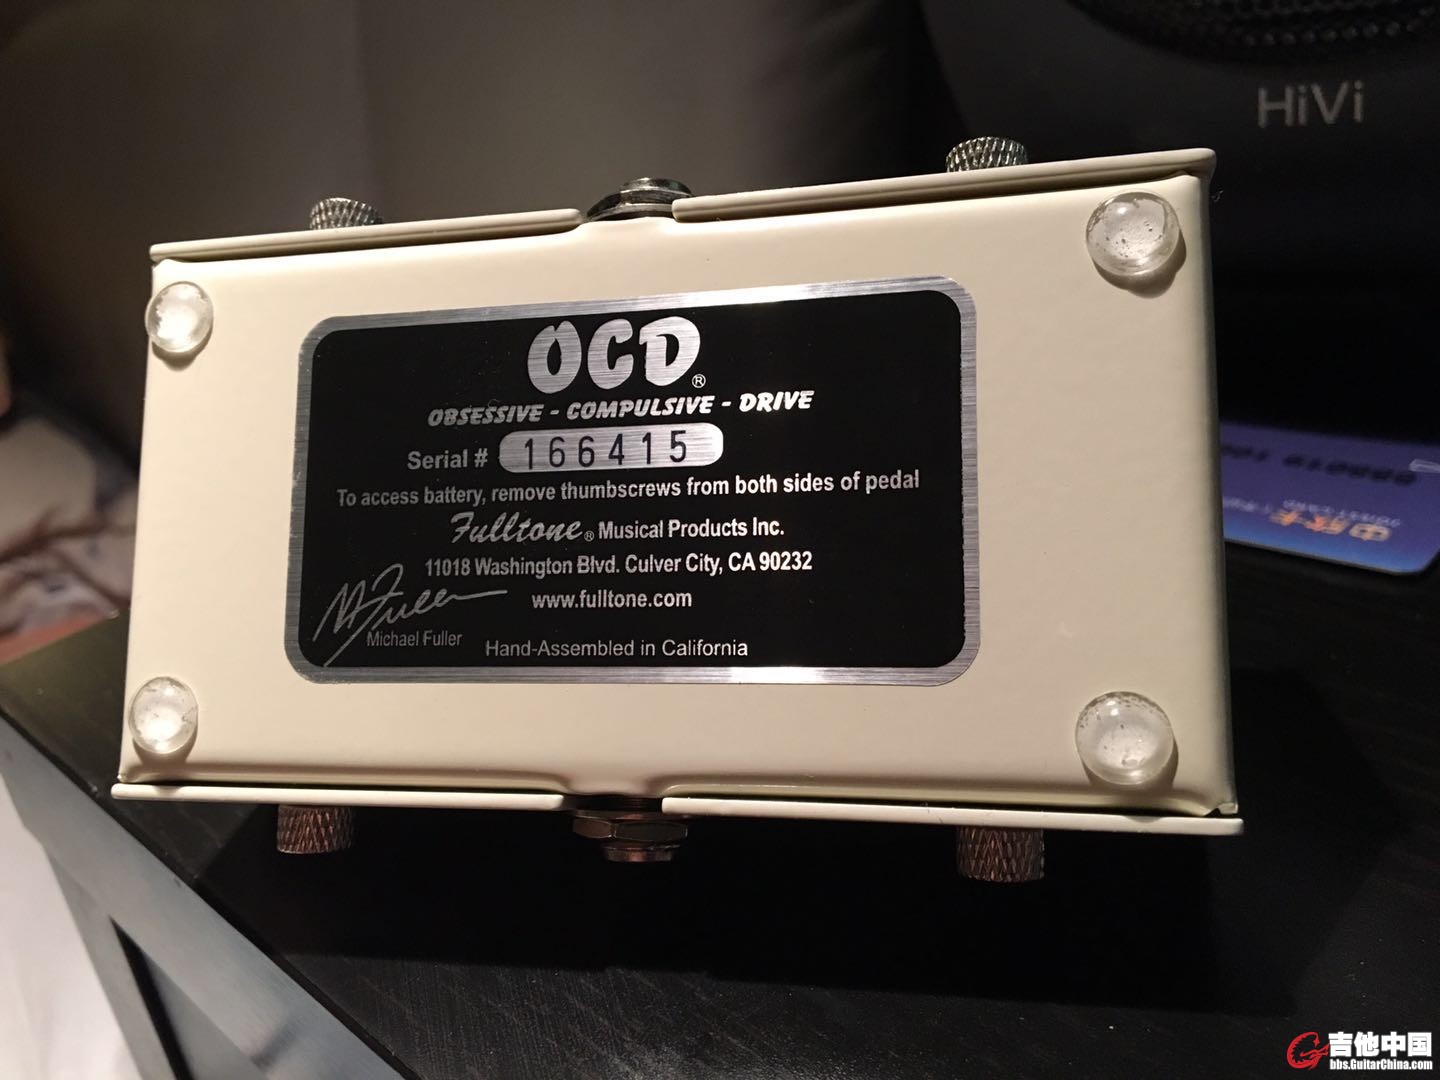 HiVi
OCD®
OBSESSIVE - COMPULSIVE - DRIVE
Serial # 166415
To access battery, remove thumbscrews from both sides of pedal
Fulltone® Musical Products Inc.
11018 Washington Blvd. Culver City, CA 90232
www.fulltone.com
M Fuller
Michael Fuller
Hand-Assembled in California
吉他中国
bbs.GuitarChina.com